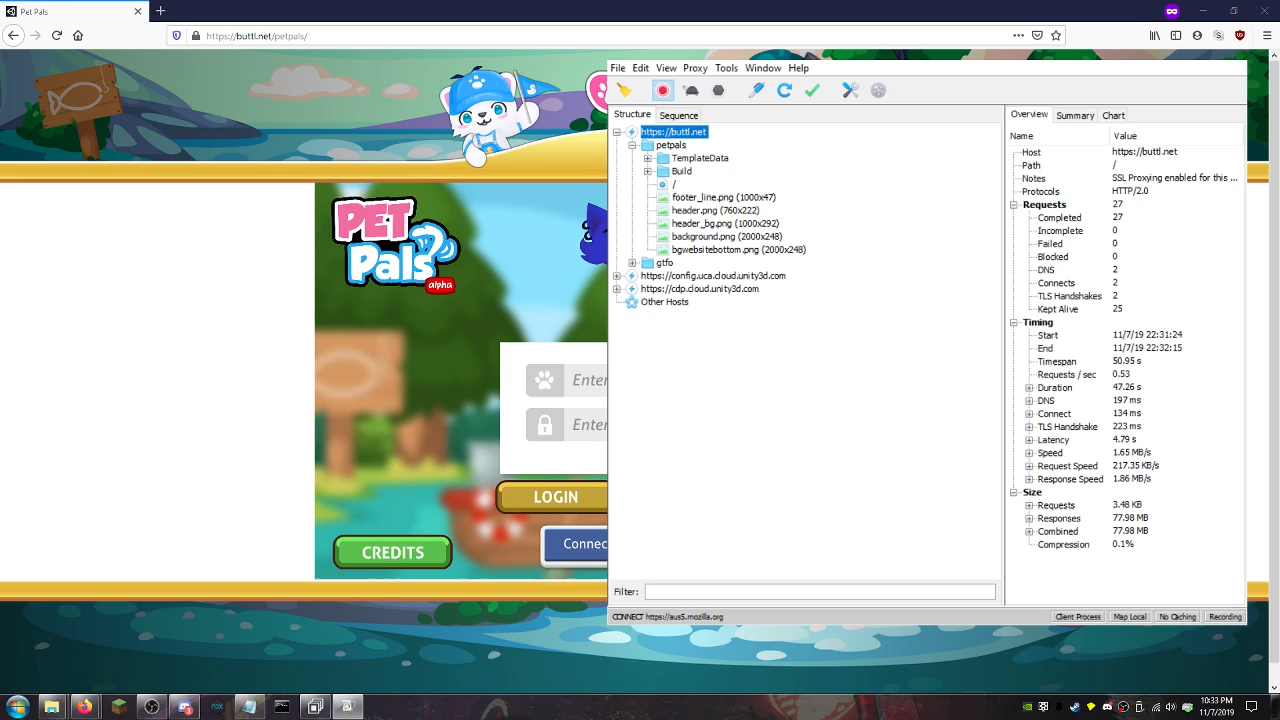 Pet Pals
https://buttl.net/petpals/
PET
Pals
alpha
Enter
Enter
LOGIN
Connec
CREDITS
File Edit View Proxy Tools Window Help
Structure Sequence
https://buttl.net
petpals
TemplateData
Build
/
footer_line.png (1000x47)
header.png (760x222)
header_bg.png (1000x292)
background.png (2000x248)
bgwebsitebottom.png (2000x248)
gtfo
https://config.uca.cloud.unity3d.com
https://cdp.cloud.unity3d.com
Other Hosts
Filter:
CONNECT https://aus5.mozilla.org
Client Process Map Local No Caching Recording
Overview Summary Chart
Name Value
Host https://buttl.net
Path /
Notes SSL Proxying enabled for this ...
Protocols HTTP/2.0
Requests 27
Completed 27
Incomplete 0
Failed 0
Blocked 0
DNS 2
Connects 2
TLS Handshakes 2
Kept Alive 25
Timing
Start 11/7/19 22:31:24
End 11/7/19 22:32:15
Timespan 50.95 s
Requests / sec 0.53
Duration 47.26 s
DNS 197 ms
Connect 134 ms
TLS Handshake 223 ms
Latency 4.79 s
Speed 1.65 MB/s
Request Speed 217.35 KB/s
Response Speed 1.86 MB/s
Size
Requests 3.48 KB
Responses 77.98 MB
Combined 77.98 MB
Compression 0.1%
nox
10:33 PM
11/7/2019